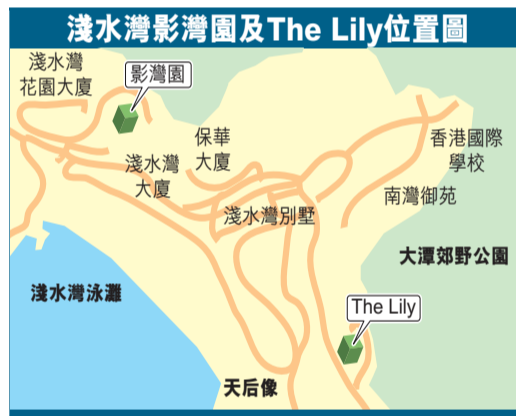 淺水灣影灣園及The Lily位置圖
淺水灣
花園大廈
影灣園
保華
大廈
淺水灣
大廈
香港國際
學校
淺水灣別墅
南灣御苑
大潭郊野公園
淺水灣泳灘
The Lily
天后像